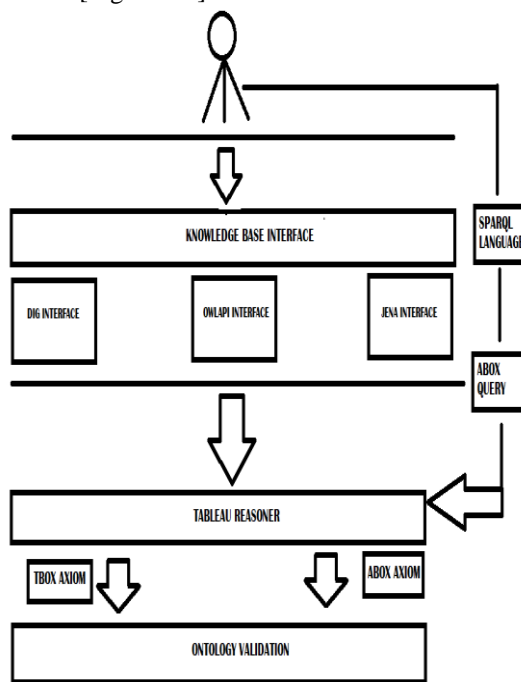 KNOWLEDGE BASE INTERFACE
SPARQL
LANGUAGE
DIG INTERFACE
OWLAPI INTERFACE
JENA INTERFACE
ABOX
QUERY
TABLEAU REASONER
TBOX AXIOM
ABOX AXIOM
ONTOLOGY VALIDATION